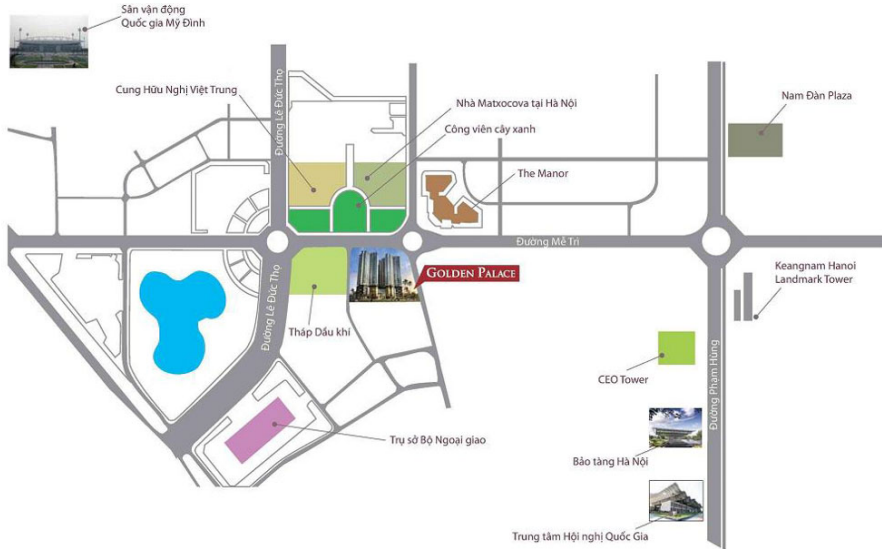 Sân vận động
Quốc gia Mỹ Đình
Đường Lê Đức Thọ
Cung Hữu Nghị Việt Trung
Nhà Matxcova tại Hà Nội
Công viên cây xanh
Nam Đàn Plaza
The Manor
Đường Mễ Trì
GOLDEN PALACE
Keangnam Hanoi
Landmark Tower
Đường Lê Đức Thọ
Tháp Dầu khí
CEO Tower
Đường Phạm Hùng
Trụ sở Bộ Ngoại giao
Bảo tàng Hà Nội
Trung tâm Hội nghị Quốc Gia